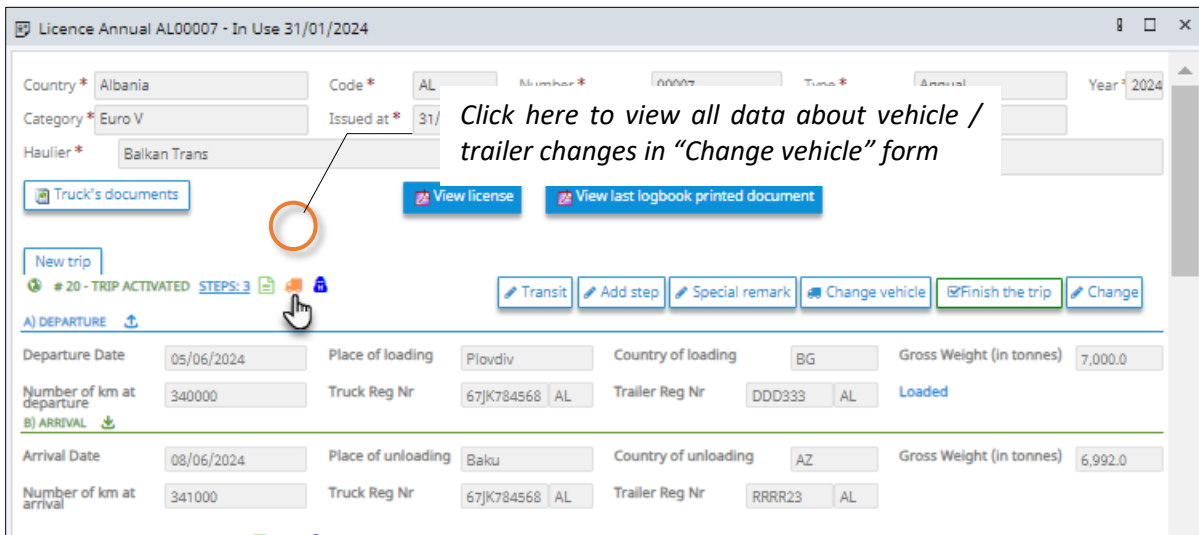 Licence Annual AL00007 - In Use 31/01/2024
Country * Albania Code * AL Number * 00007 Type * Annual Year * 2024
Category * Euro V Issued at * 31/
Haulier * Balkan Trans
Click here to view all data about vehicle /
trailer changes in “Change vehicle” form
Truck's documents View license View last logbook printed document
New trip
# 20 - TRIP ACTIVATED STEPS: 3 H Transit Add step Special remark Change vehicle Finish the trip Change
A) DEPARTURE
Departure Date 05/06/2024 Place of loading Plovdiv Country of loading BG Gross Weight (in tonnes) 7,000.0
Number of km at departure 340000 Truck Reg Nr 67JK784568 AL Trailer Reg Nr DDD333 AL Loaded
B) ARRIVAL
Arrival Date 08/06/2024 Place of unloading Baku Country of unloading AZ Gross Weight (in tonnes) 6,992.0
Number of km at arrival 341000 Truck Reg Nr 67JK784568 AL Trailer Reg Nr RRRR23 AL